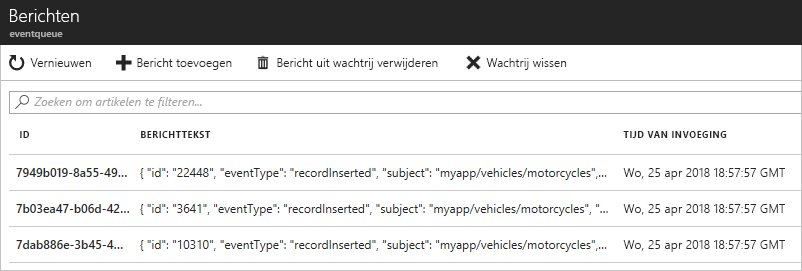 Berichten
eventqueue
Vernieuwen Bericht toevoegen Bericht uit wachtrij verwijderen Wachtrij wissen
Zoeken om artikelen te filteren...
ID BERICHTTEKST TIJD VAN INVOEGING
7949b019-8a55-49... { "id": "22448", "eventType": "recordInserted", "subject": "myapp/vehicles/motorcycles",... Wo, 25 apr 2018 18:57:57 GMT
7b03ea47-b06d-42... { "id": "3641", "eventType": "recordInserted", "subject": "myapp/vehicles/motorcycles", "... Wo, 25 apr 2018 18:57:57 GMT
7dab886e-3b45-4... { "id": "10310", "eventType": "recordInserted", "subject": "myapp/vehicles/motorcycles",... Wo, 25 apr 2018 18:57:57 GMT